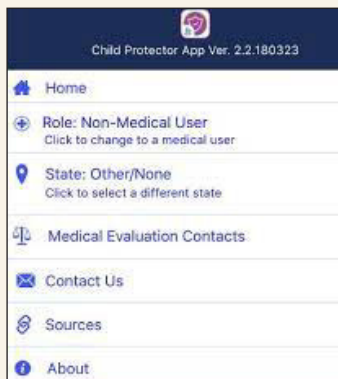 Child Protector App Ver. 2.2.180323
Home
Role: Non-Medical User
Click to change to a medical user
State: Other/None
Click to select a different state
Medical Evaluation Contacts
Contact Us
Sources
About